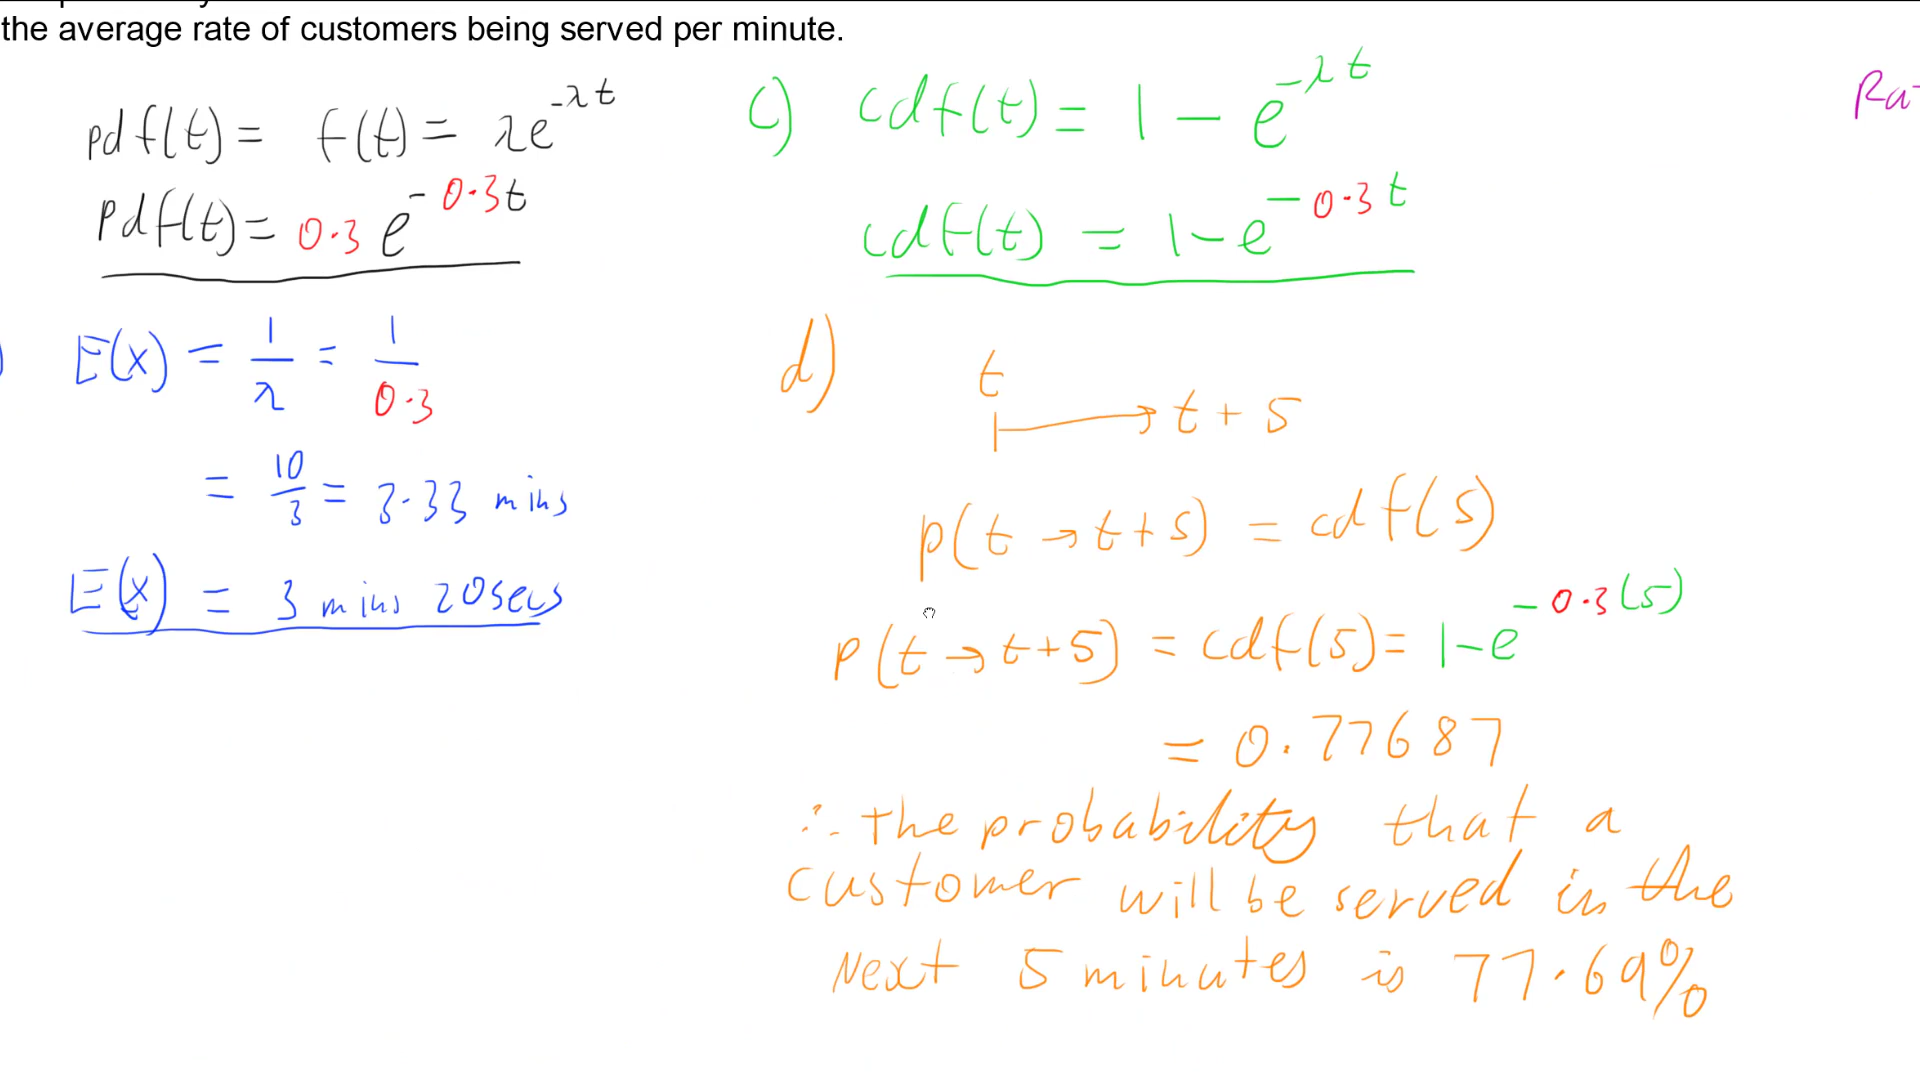 the average rate of customers being served per minute.
pdf(t) = f(t) = λe^-λt
pdf(t) = 0.3 e^-0.3t
) E(x) = 1/λ = 1/0.3
= 10/3 = 3.33 mins
E(x) = 3 mins 20secs
c) cdf(t) = 1 - e^-λt
cdf(t) = 1-e^-0.3t
d) t
→ t + 5
p(t → t+5) = cdf(5)
P(t → t+5) = cdf(5) = 1-e^-0.3(5)
= 0.77687
∴ the probability that a
customer will be served in the
Next 5 minutes is 77.69%
Ra